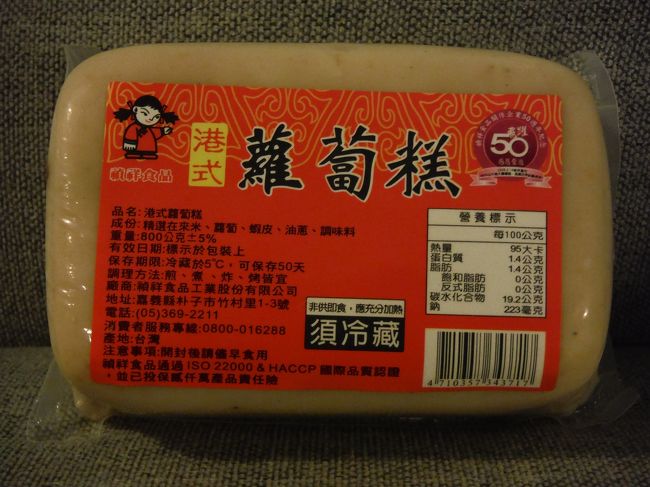 禎祥食品
港式
蘿蔔糕
50
品名:港式蘿蔔糕
成份:精選在來米、蘿蔔、蝦皮、油蔥、調味料
重量:800公克±5%
有效日期:標示於包裝上
保存期限:冷藏於5℃,可保存50天
調理方法:煎、煮、炸、烤皆宜
廠商:禎祥食品工業股份有限公司
地址:嘉義縣朴子市竹村里1-3號
電話:(05)369-2211
消費者服務專線:0800-016288
產地:台灣
注意事項:開封後請儘早食用
禎祥食品通過 ISO 22000 & HACCP 國際品質認證
，並已投保貳仟萬產品責任險
非供即食，應充分加熱
須冷藏
營養標示
每100公克
熱量 95大卡
蛋白質 1.4公克
脂肪 1.4公克
飽和脂肪 0公克
反式脂肪 0公克
碳水化合物 19.2公克
鈉 223毫克
4 710357 343717